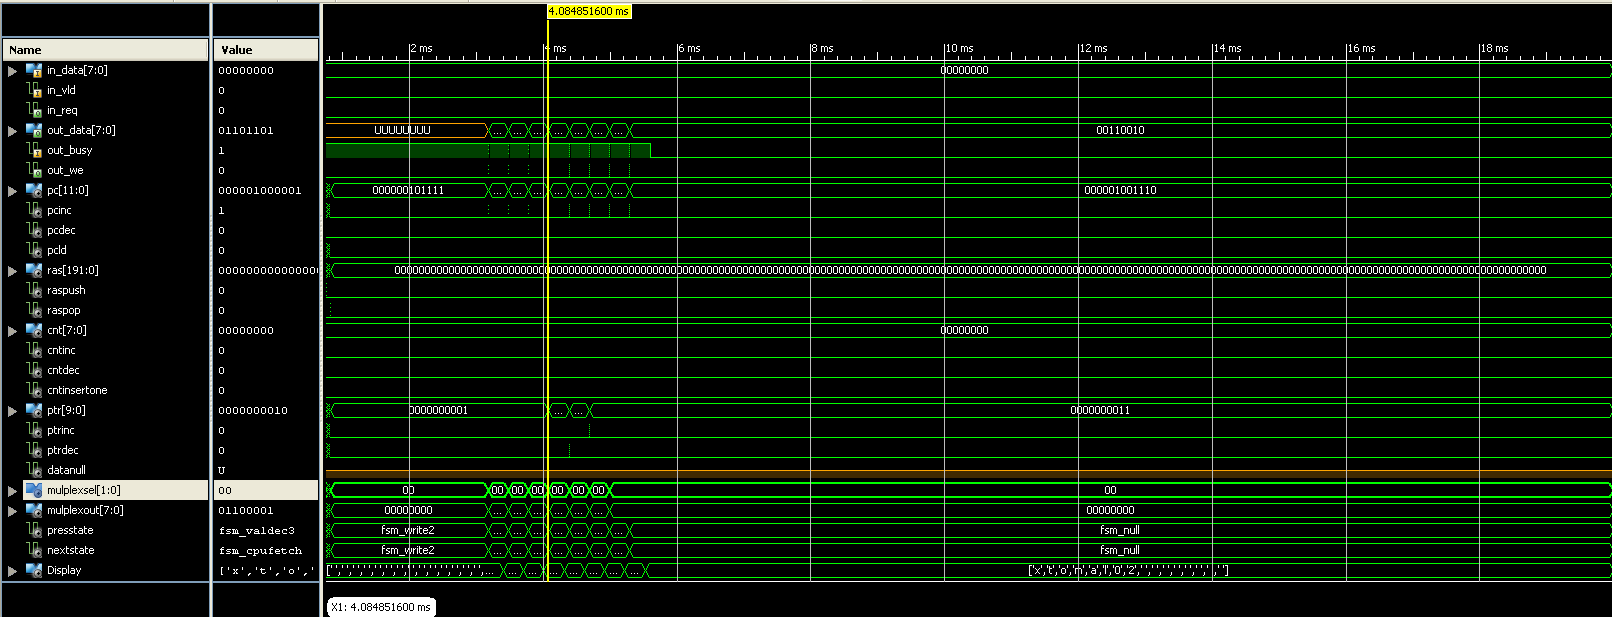 4.084851600 ms
Name Value 2 ms 4 ms 6 ms 8 ms 10 ms 12 ms 14 ms 16 ms 18 ms
in_data[7:0] 00000000 00000000
in_vld 0
in_req 0
out_data[7:0] 01101101 UUUUUUUU ... ... ... ... ... ... ... 00110010
out_busy 1
out_we 0
pc[11:0] 000001000001 000000101111 ... ... ... ... ... ... ... 000001001110
pcinc 1
pcdec 0
pcld 0
ras[191:0]
raspush 0
raspop 0
cnt[7:0] 00000000 00000000
cntinc 0
cntdec 0
cntinsertone 0
ptr[9:0] 0000000010 0000000001 ... ... 0000000011
ptrinc 0
ptrdec 0
datanull U
mulplexsel[1:0] 00 00 00 00 00 00 00 00 00
mulplexout[7:0] 01100001 00000000 ... ... ... ... ... ... 00000000
presstate fsm_valdec3 fsm_write2 ... ... ... ... ... ... ... fsm_null
nextstate fsm_cpufetch fsm_write2 ... ... ... ... ... ... ... fsm_null
Display ['x','t','o',' ... ... ... ... ... ... ... ... [x,t,o,m,a,l,0,2,
X1: 4.084851600 ms